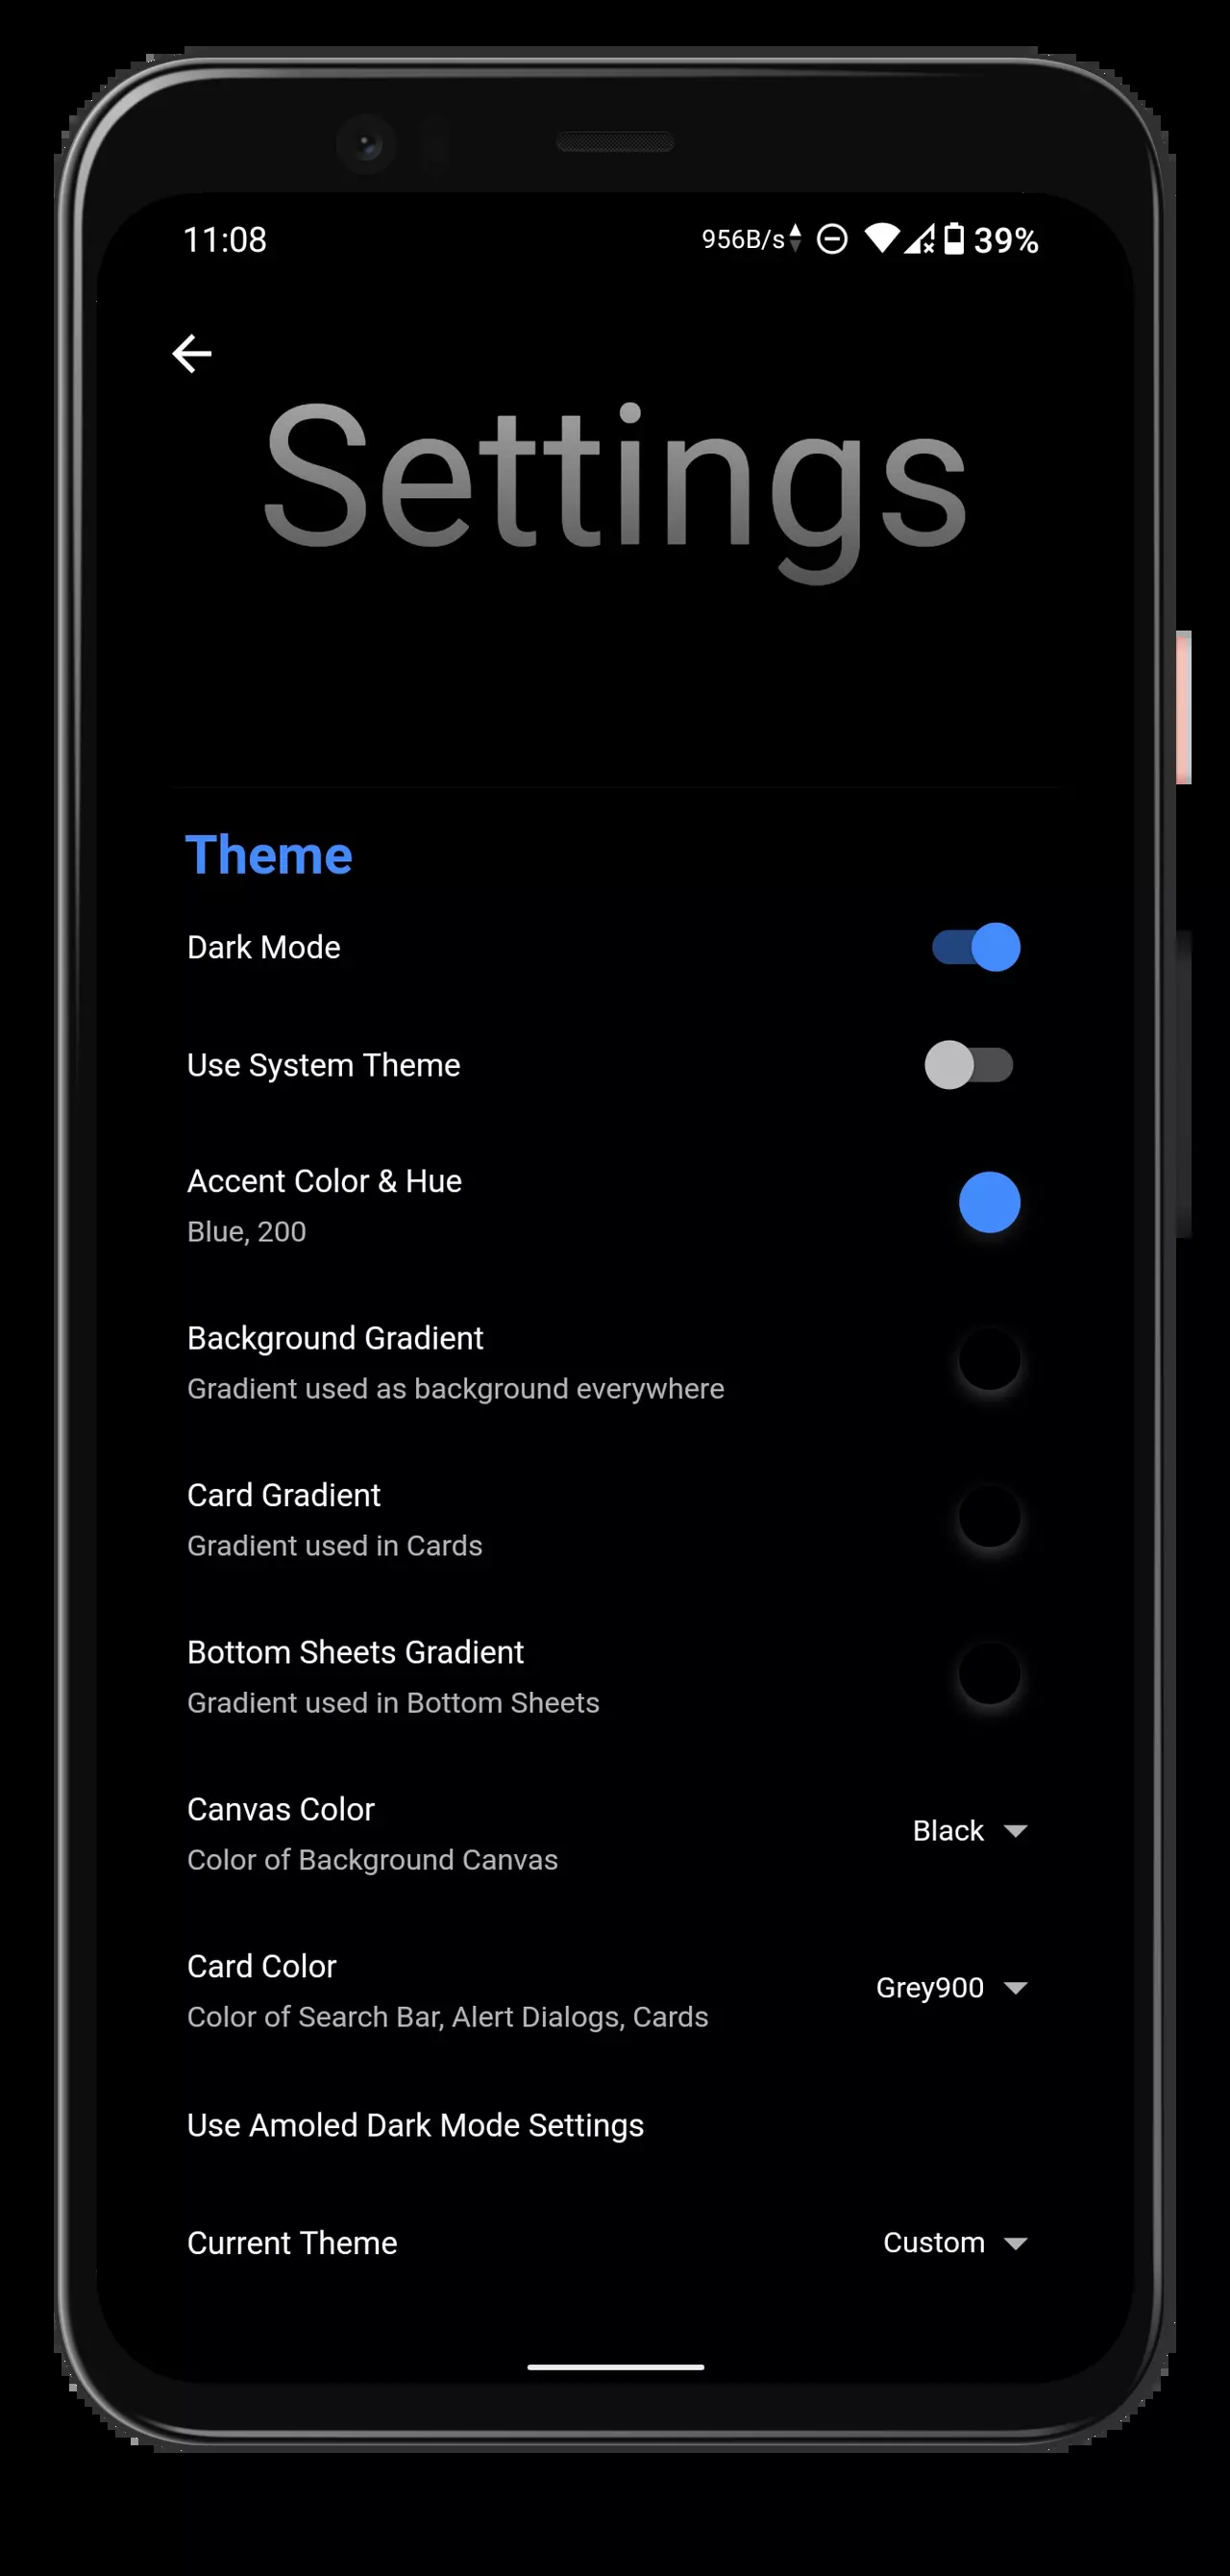 11:08 956B/s 39%
Settings
Theme
Dark Mode
Use System Theme
Accent Color & Hue
Blue, 200
Background Gradient
Gradient used as background everywhere
Card Gradient
Gradient used in Cards
Bottom Sheets Gradient
Gradient used in Bottom Sheets
Canvas Color
Color of Background Canvas
Black
Card Color
Color of Search Bar, Alert Dialogs, Cards
Grey900
Use Amoled Dark Mode Settings
Current Theme
Custom